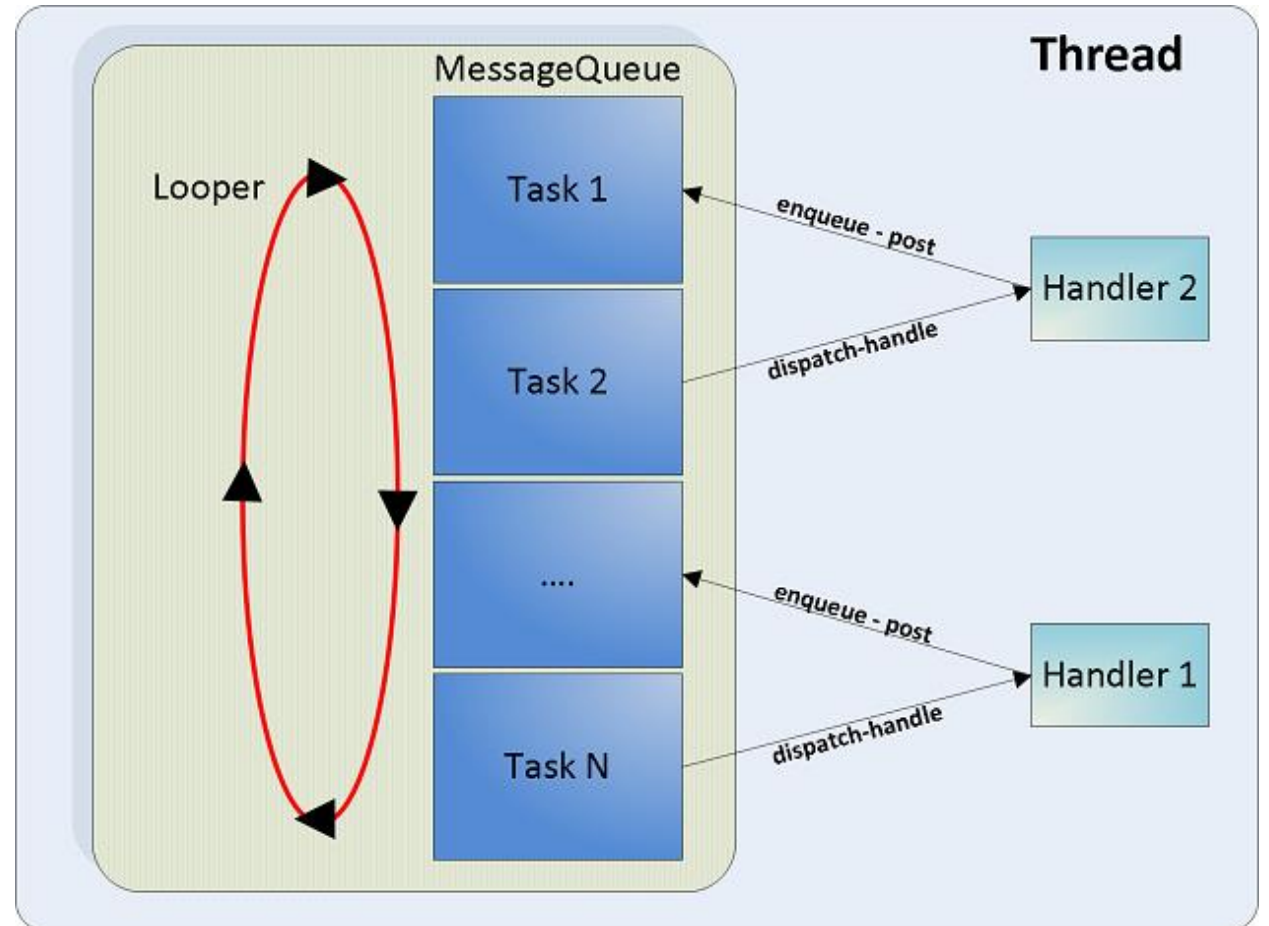 Thread
MessageQueue
Looper
Task 1
enqueue - post
Handler 2
dispatch-handle
Task 2
....
enqueue - post
Handler 1
dispatch-handle
Task N